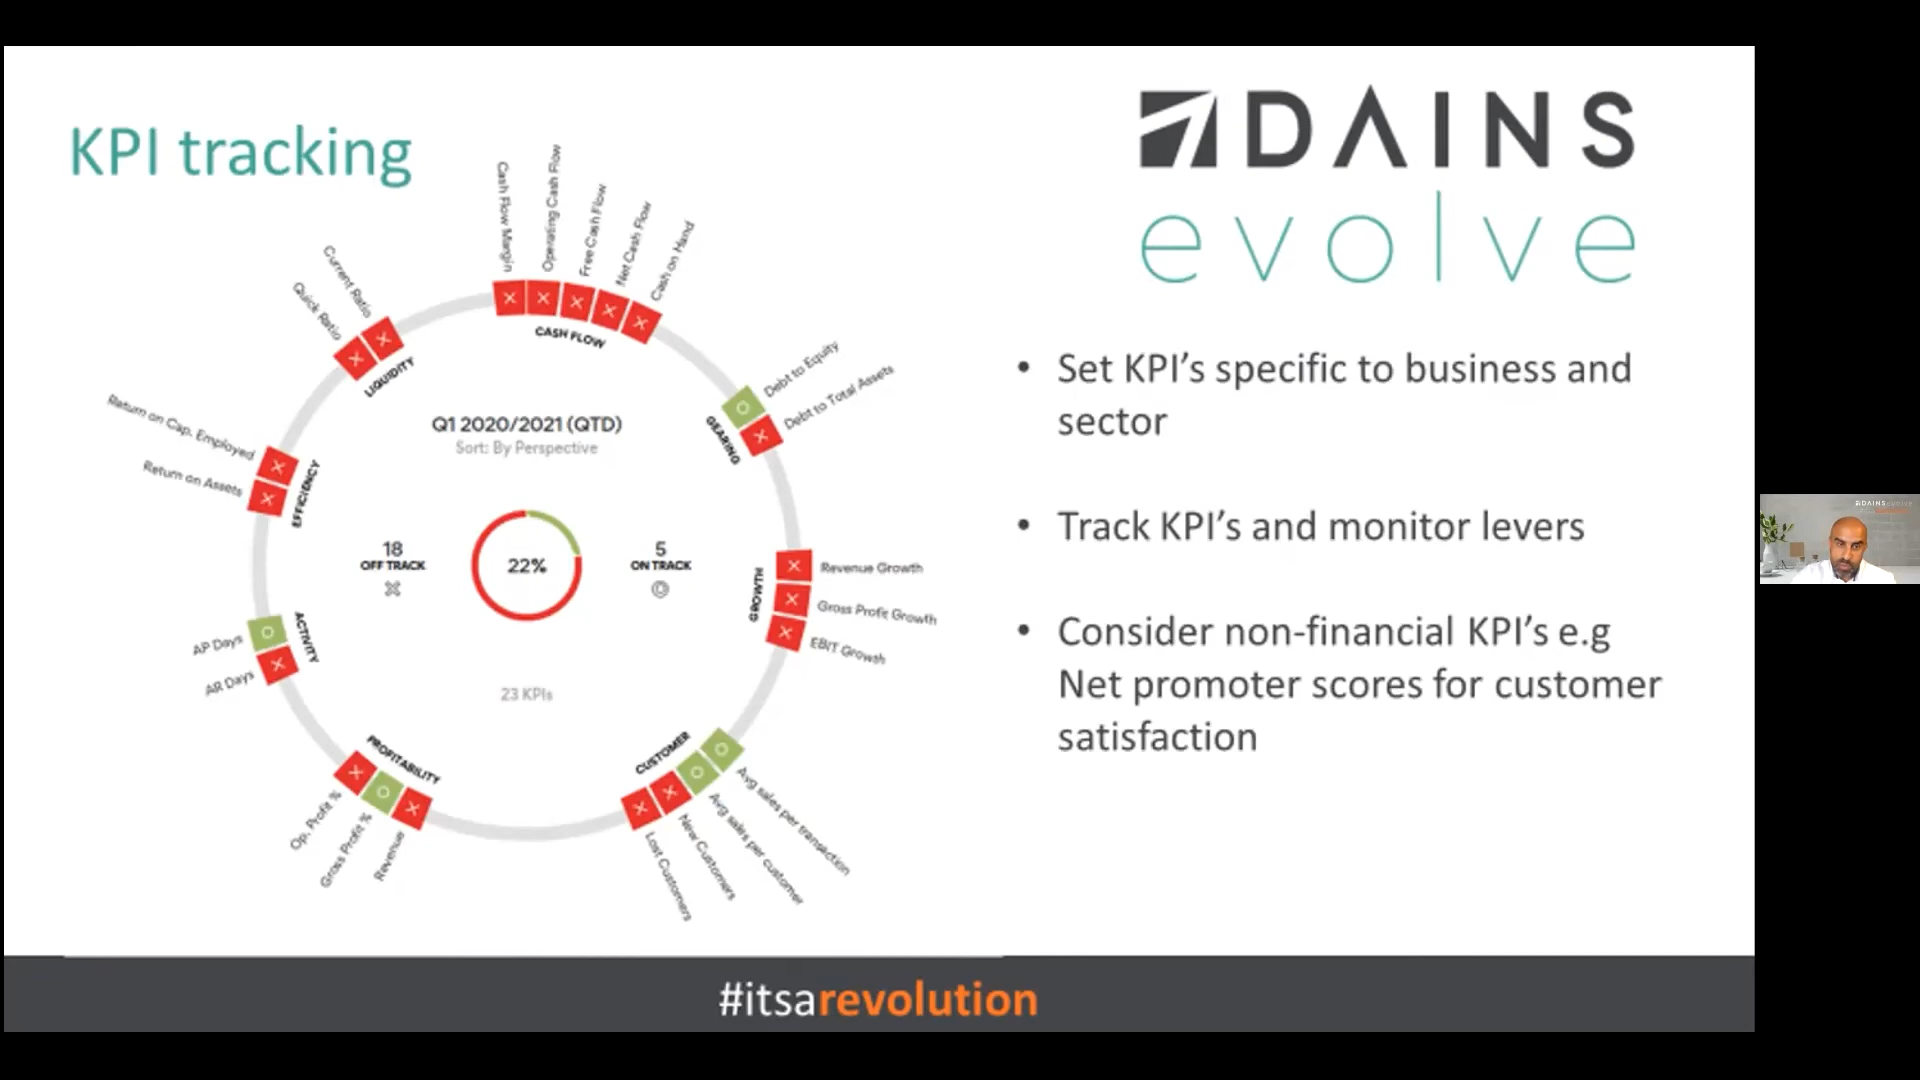 KPI tracking
DAINS
evolve
Cash Flow Margin
Operating Cash Flow
Free Cash Flow
Net Cash Flow
Cash on Hand
CASH FLOW
Current Ratio
Quick Ratio
LIQUIDITY
Debt to Equity
Debt to Total Assets
GEARING
Return on Cap. Employed
Return on Assets
EFFICIENCY
Q1 2020/2021 (QTD)
Sort: By Perspective
18
OFF TRACK
22%
5
ON TRACK
23 KPIs
GROWTH
Revenue Growth
Gross Profit Growth
EBIT Growth
ACTIVITY
AP Days
AR Days
PROFITABILITY
Op. Profit %
Gross Profit %
Revenue
CUSTOMER
Lost Customers
New Customers
Avg sales per customer
Avg sales per transaction
• Set KPI’s specific to business and
sector
• Track KPI’s and monitor levers
• Consider non-financial KPI’s e.g
Net promoter scores for customer
satisfaction
#itsarevolution
DAINS evolve